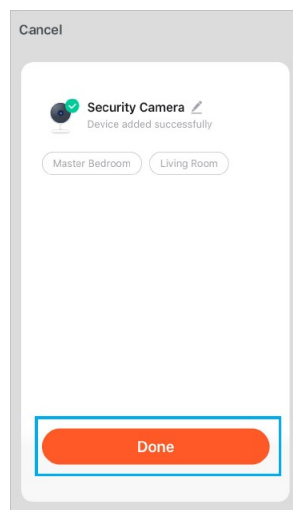 Cancel
Security Camera
Device added successfully
Master Bedroom Living Room
Done